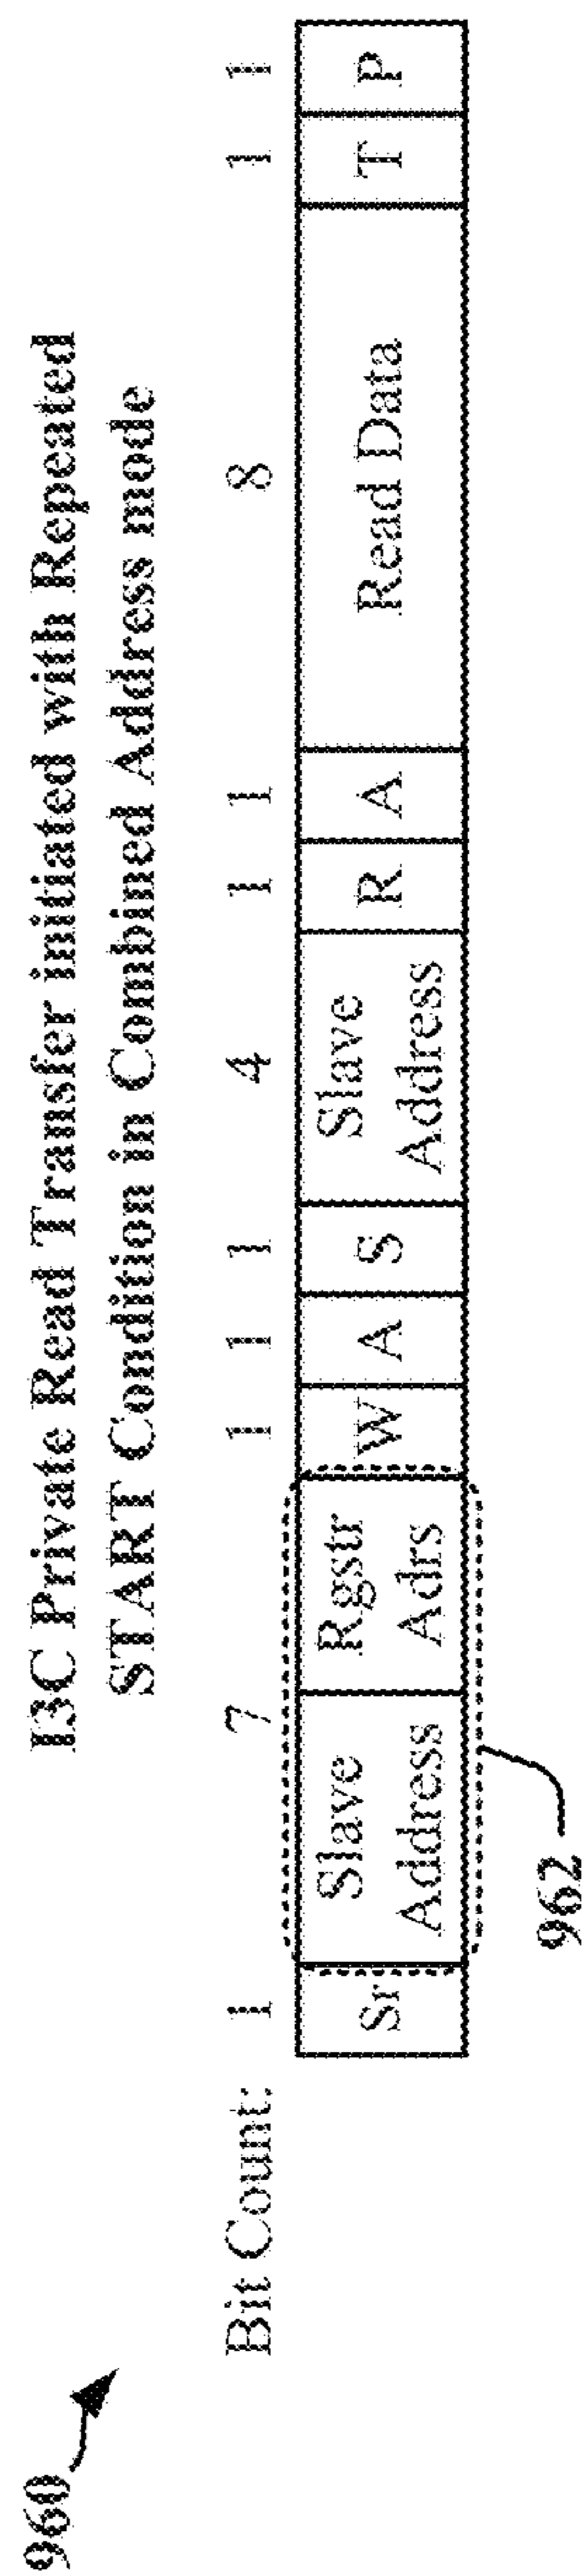 960
I3C Private Read Transfer initiated with Repeated
START Condition in Combined Address mode
Bit Count: 1 7 1 1 1 4 1 1 8 1 1
Sr Slave Address Rgstr Adrs W A S Slave Address R A Read Data T P
962